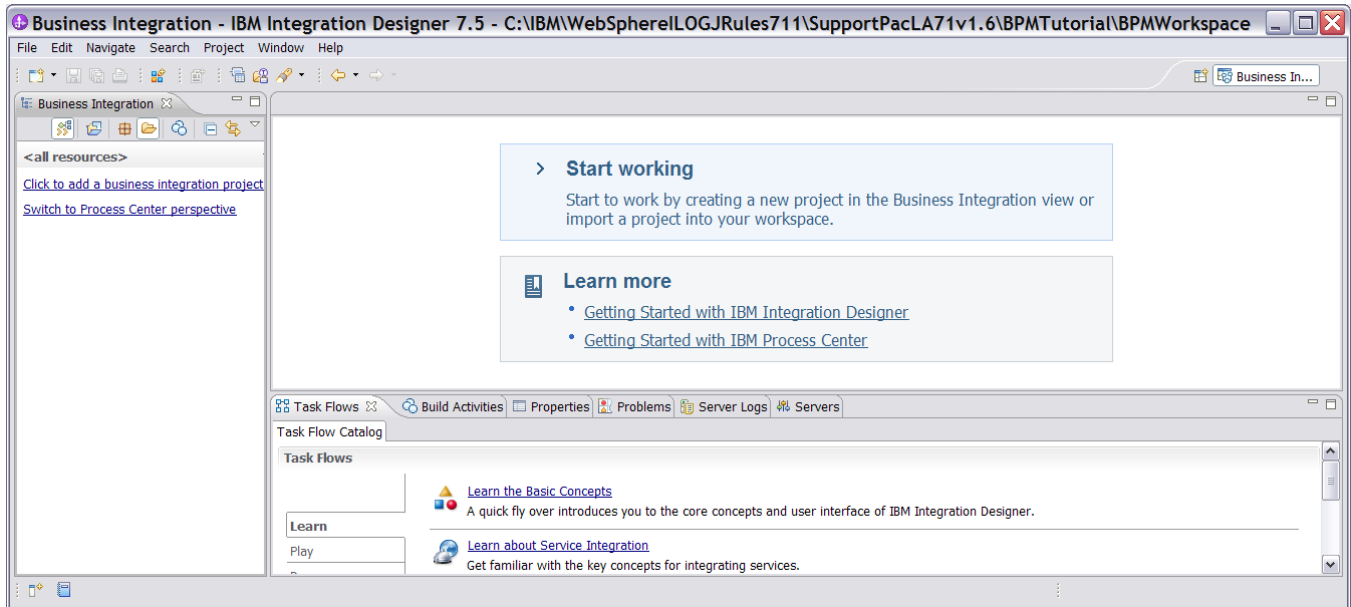 Business Integration - IBM Integration Designer 7.5 - C:\IBM\WebSphereILOGJRules711\SupportPacLA71v1.6\BPMTutorial\BPMWorkspace
File Edit Navigate Search Project Window Help
Business In...
Business Integration
<all resources>
Click to add a business integration project
Switch to Process Center perspective
Start working
Start to work by creating a new project in the Business Integration view or
import a project into your workspace.
Learn more
• Getting Started with IBM Integration Designer
• Getting Started with IBM Process Center
Task Flows Build Activities Properties Problems Server Logs Servers
Task Flow Catalog
Task Flows
Learn the Basic Concepts
A quick fly over introduces you to the core concepts and user interface of IBM Integration Designer.
Learn
Play
Learn about Service Integration
Get familiar with the key concepts for integrating services.